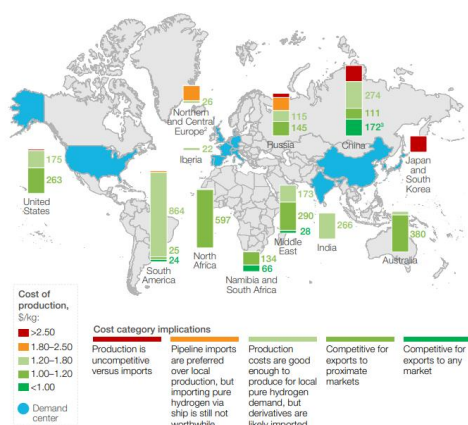 26
Northern
and Central
Europe²
22
Iberia
115
145
Russia
274
111
172³
China
Japan
and South
Korea
175
263
United
States
864
25
24
South
America
597
North
Africa
173
290
28
Middle
East
134
66
Namibia and
South Africa
266
India
380
Australia
Cost of
production,
$/kg:
>2.50
1.80–2.50
1.20–1.80
1.00–1.20
<1.00
Demand
center
Cost category implications
Production is
uncompetitive
versus imports
Pipeline imports
are preferred
over local
production, but
importing pure
hydrogen via
ship is still not
worthwhile
Production
costs are good
enough to
produce for local
pure hydrogen
demand, but
derivatives are
likely imported
Competitive for
exports to
proximate
markets
Competitive for
exports to any
market